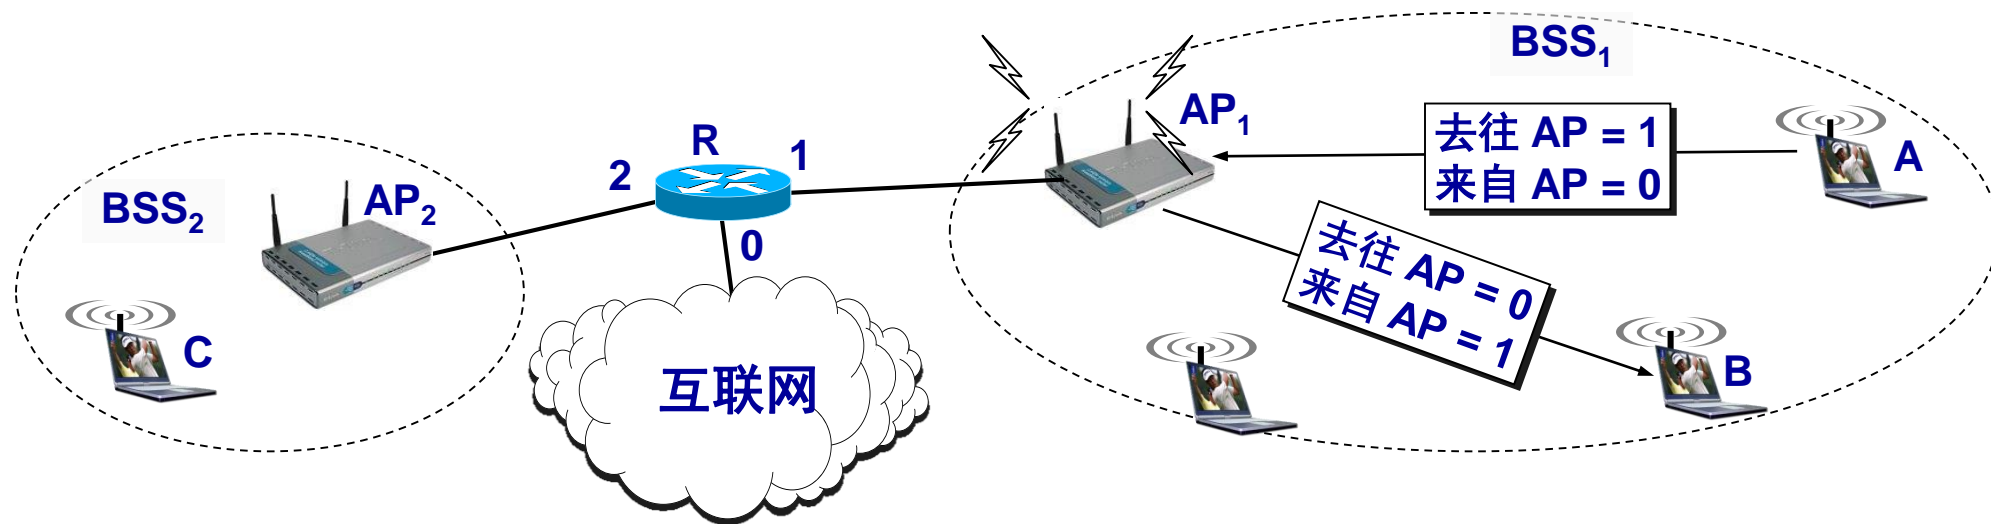 BSS₁
AP₁
去往 AP = 1
来自 AP = 0
A
R
1
2
0
BSS₂
AP₂
去往 AP = 0
来自 AP = 1
C
互联网
B